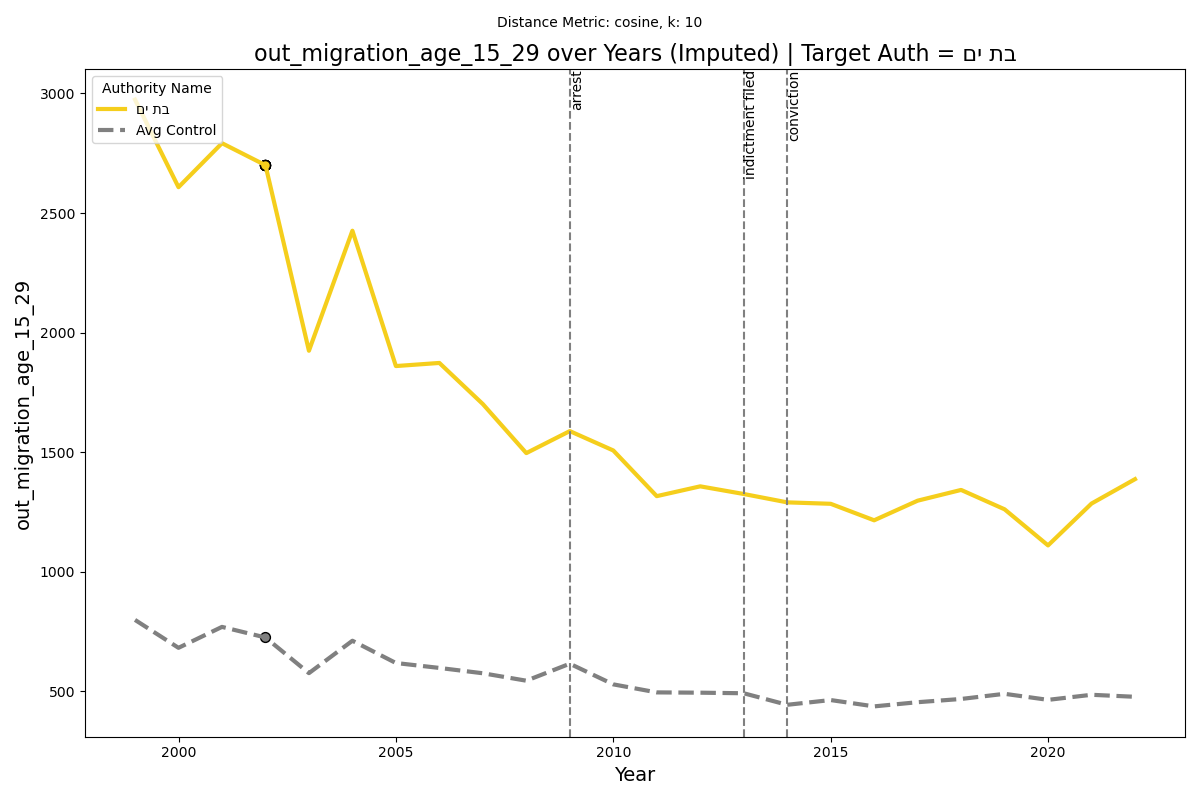 Distance Metric: cosine, k: 10
out_migration_age_15_29 over Years (Imputed) | Target Auth = בת ים
Authority Name
בת ים
Avg Control
arrest
indictment filed
conviction
out_migration_age_15_29
3000
2500
2000
1500
1000
500
2000
2005
2010
2015
2020
Year